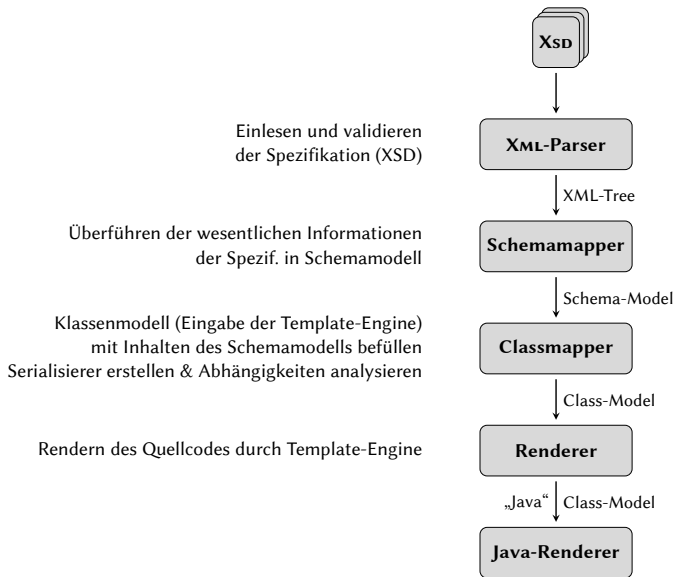 XSD
Einlesen und validieren
der Spezifikation (XSD)
XML-Parser
XML-Tree
Überführen der wesentlichen Informationen
der Spezif. in Schemamodell
Schemamapper
Schema-Model
Klassenmodell (Eingabe der Template-Engine)
mit Inhalten des Schemamodells befüllen
Serialisierer erstellen & Abhängigkeiten analysieren
Classmapper
Class-Model
Rendern des Quellcodes durch Template-Engine
Renderer
„Java“ Class-Model
Java-Renderer